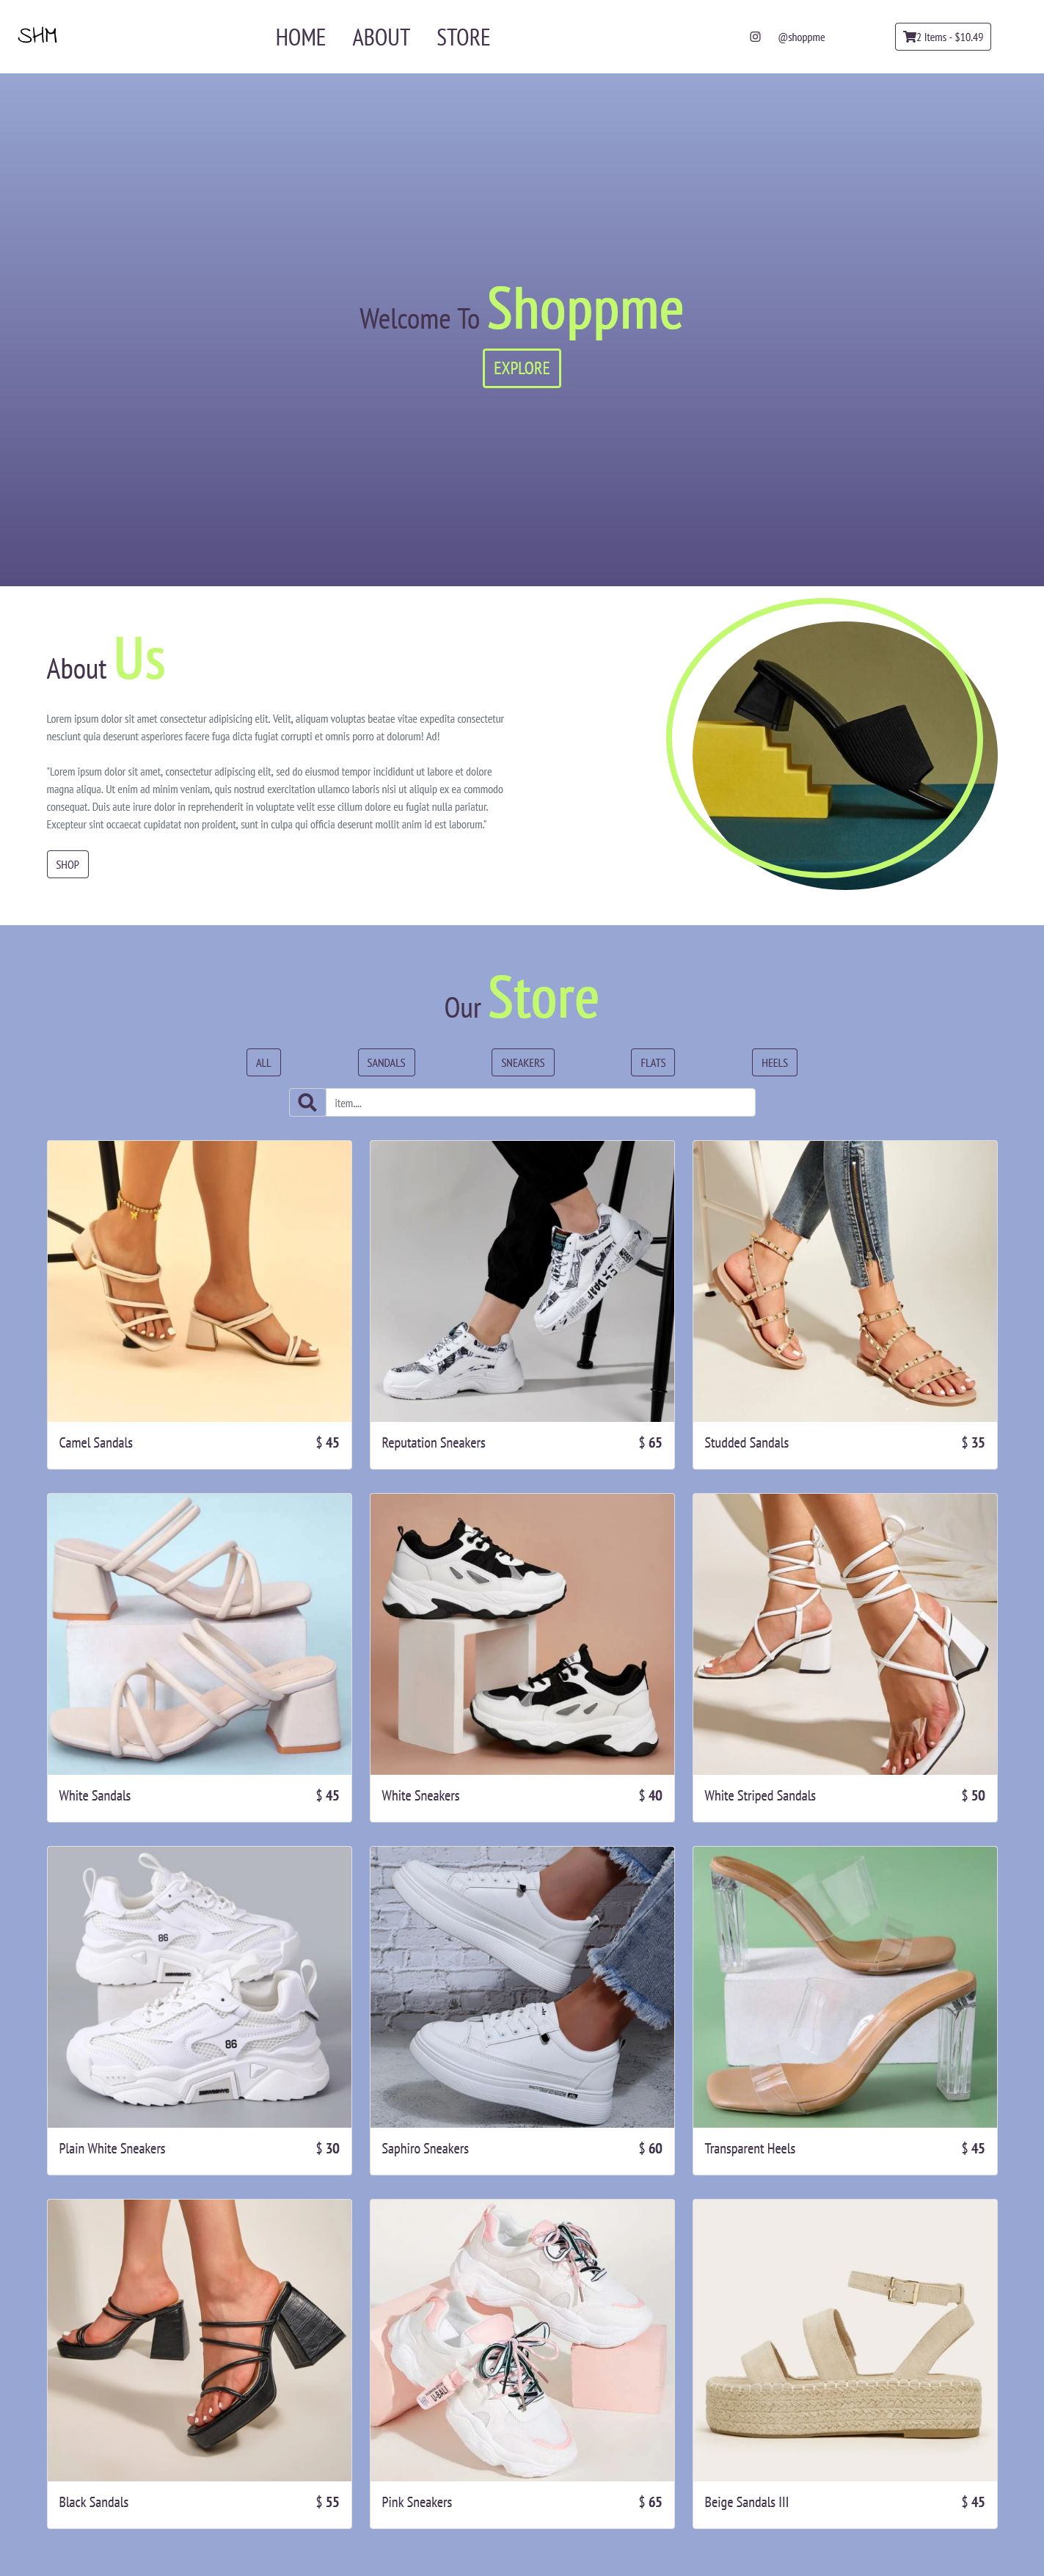 SHM
HOME ABOUT STORE
@shoppme
2 Items - $10.49
Welcome To Shoppme
EXPLORE
About Us
Lorem ipsum dolor sit amet consectetur adipisicing elit. Velit, aliquam voluptas beatae vitae expedita consectetur
nesciunt quia deserunt asperiores facere fuga dicta fugiat corrupti et omnis porro at dolorum! Ad!
"Lorem ipsum dolor sit amet, consectetur adipiscing elit, sed do eiusmod tempor incididunt ut labore et dolore
magna aliqua. Ut enim ad minim veniam, quis nostrud exercitation ullamco laboris nisi ut aliquip ex ea commodo
consequat. Duis aute irure dolor in reprehenderit in voluptate velit esse cillum dolore eu fugiat nulla pariatur.
Excepteur sint occaecat cupidatat non proident, sunt in culpa qui officia deserunt mollit anim id est laborum."
SHOP
Our Store
ALL SANDALS SNEAKERS FLATS HEELS
item....
Camel Sandals $ 45
Reputation Sneakers $ 65
Studded Sandals $ 35
White Sandals $ 45
White Sneakers $ 40
White Striped Sandals $ 50
86
86
Plain White Sneakers $ 30
Saphiro Sneakers $ 60
Transparent Heels $ 45
Black Sandals $ 55
Pink Sneakers $ 65
Beige Sandals III $ 45